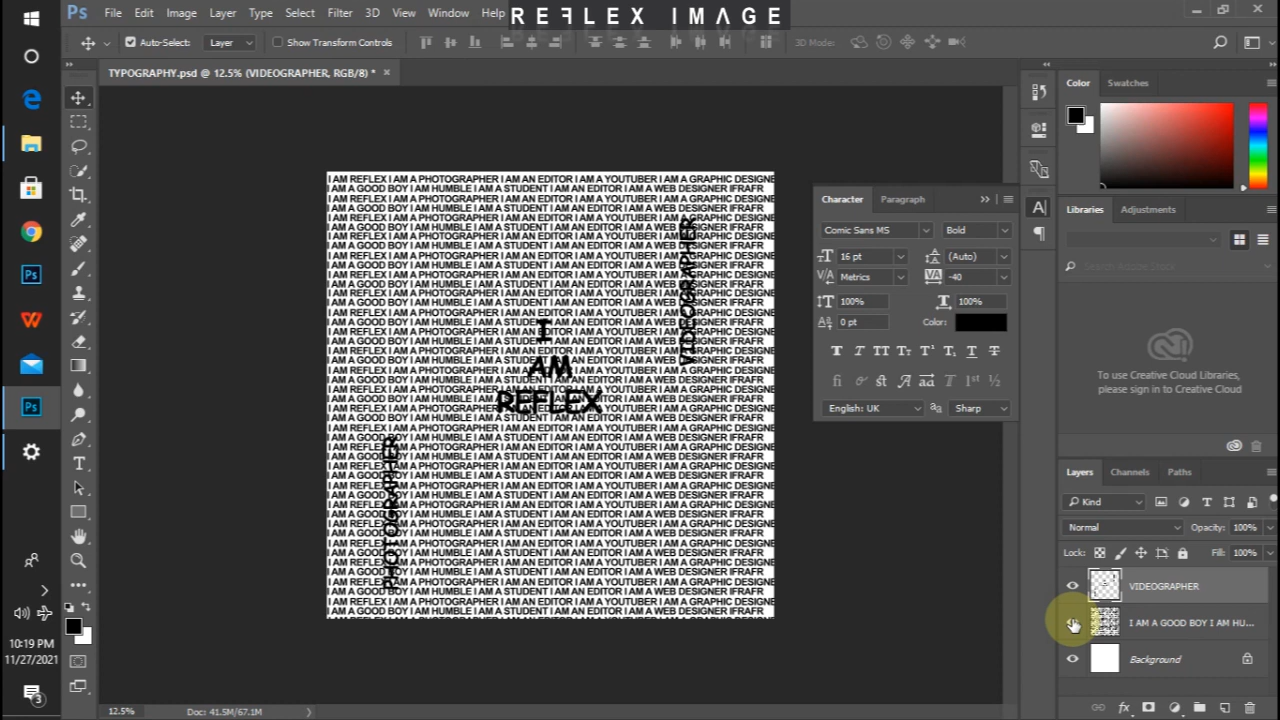 Ps File Edit Image Layer Type Select Filter 3D View Window Help
REFLEX IMAGE
Auto-Select: Layer Show Transform Controls 3D Mode:
TYPOGRAPHY.psd @ 12.5% (VIDEOGRAPHER, RGB/8) * ×
Color Swatches
I AM REFLEX I AM A PHOTOGRAPHER I AM AN EDITOR I AM A YOUTUBER I AM A GRAPHIC DESIGNE
I AM A GOOD BOY I AM HUMBLE I AM A STUDENT I AM AN EDITOR I AM A WEB DESIGNER IFRAFR
VIDEOGRAPHER
I
AM
REFLEX
PHOTOGRAPHER
Character Paragraph
Comic Sans MS Bold
16 pt (Auto)
Metrics -40
100% 100%
0 pt Color:
English: UK Sharp
Libraries Adjustments
Search Adobe Stock
To use Creative Cloud Libraries,
please sign in to Creative Cloud
Layers Channels Paths
Kind
Normal Opacity: 100%
Lock: Fill: 100%
VIDEOGRAPHER
I AM A GOOD BOY I AM HU...
Background
10:19 PM
11/27/2021
3
12.5% Doc: 41.5M/67.1M